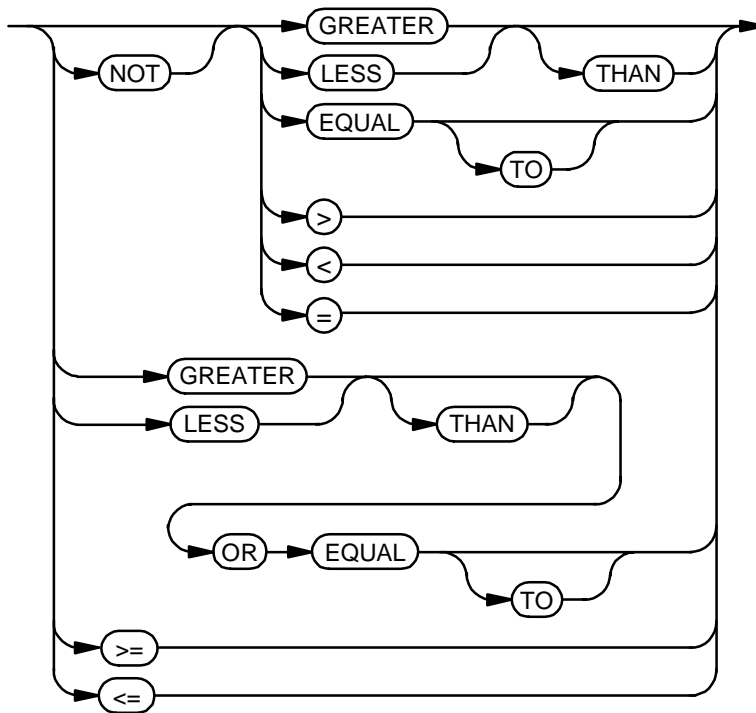 GREATER
NOT LESS THAN
EQUAL
TO
>
<
=
GREATER
LESS THAN
OR EQUAL
TO
>=
<=